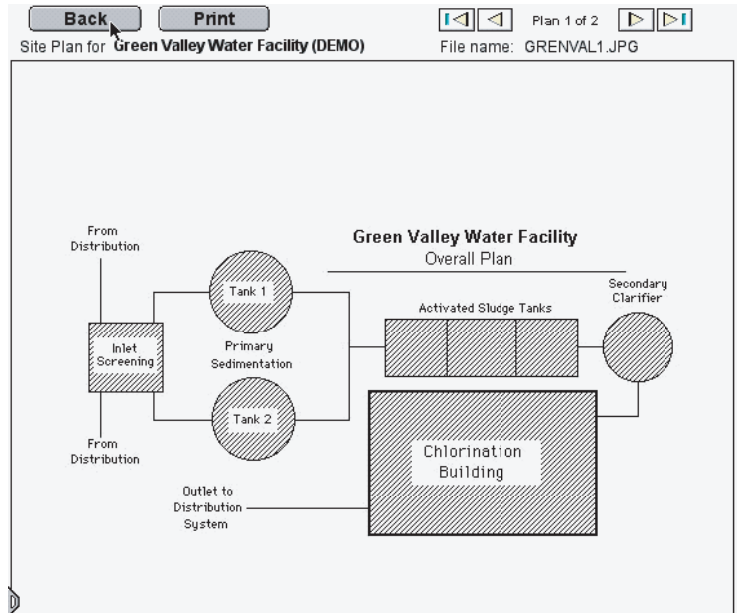 Back Print Plan 1 of 2
Site Plan for Green Valley Water Facility (DEMO) File name: GRENVAL1.JPG
Green Valley Water Facility
Overall Plan
From
Distribution
Inlet
Screening
From
Distribution
Tank 1
Primary
Sedimentation
Tank 2
Activated Sludge Tanks
Secondary
Clarifier
Chlorination
Building
Outlet to
Distribution
System